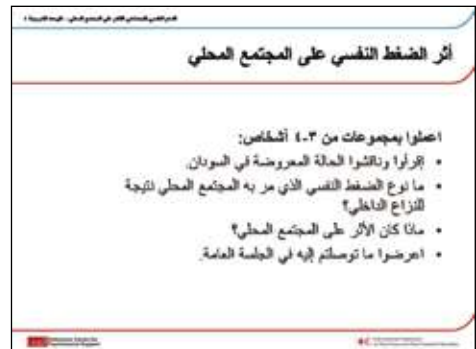 أثر الضغط النفسي على المجتمع المحلي
اعملوا بمجموعات من ٣-٤ أشخاص:
• إقرأوا وناقشوا الحالة المعروضة في السودان.
• ما نوع الضغط النفسي الذي مر به المجتمع المحلي نتيجة
للنزاع الداخلي؟
• ماذا كان الأثر على المجتمع المحلي؟
• اعرضوا ما توصلتم إليه في الجلسة العامة.